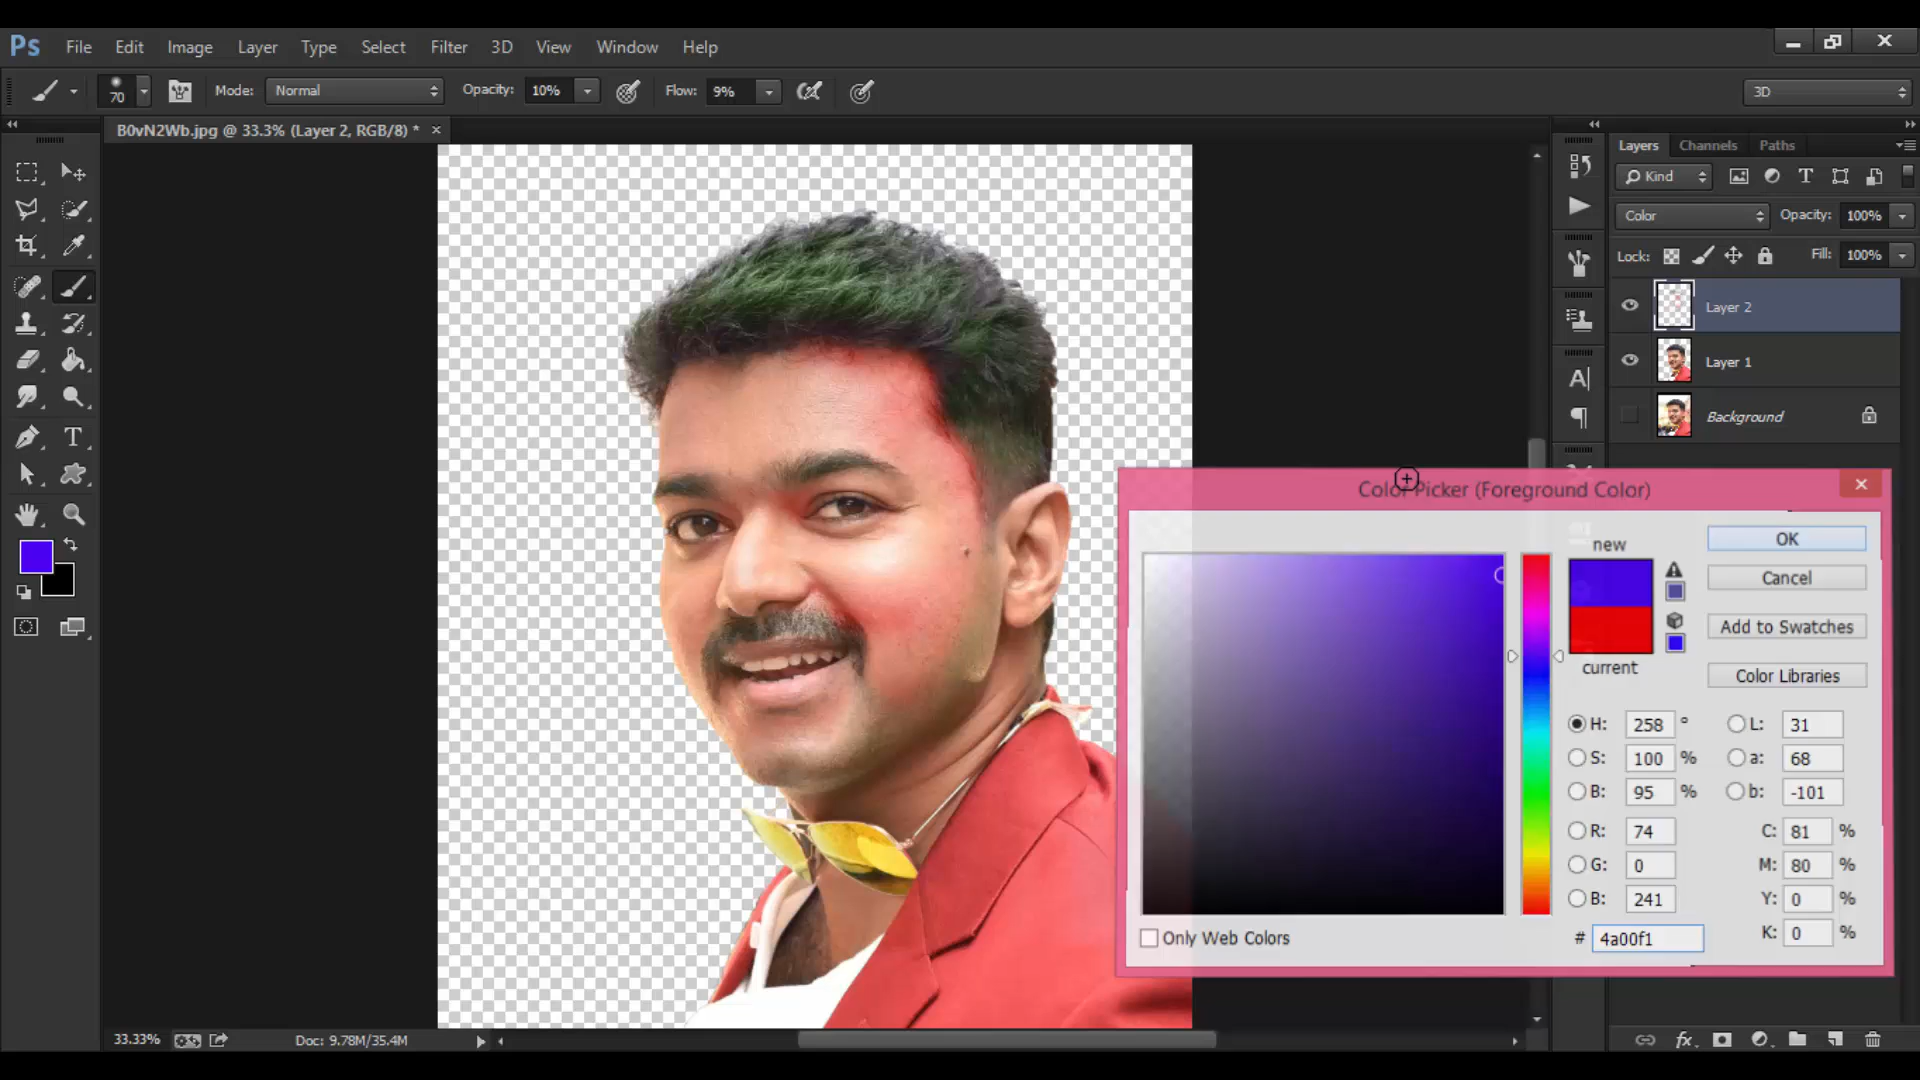 Ps File Edit Image Layer Type Select Filter 3D View Window Help
70 Mode: Normal Opacity: 10% Flow: 9% 3D
B0vN2Wb.jpg @ 33.3% (Layer 2, RGB/8) *
Layers Channels Paths
Kind
Color Opacity: 100%
Lock: Fill: 100%
Layer 2
Layer 1
Background
Color Picker (Foreground Color)
new
current
OK
Cancel
Add to Swatches
Color Libraries
H: 258 ° L: 31
S: 100 % a: 68
B: 95 % b: -101
R: 74 C: 81 %
G: 0 M: 80 %
B: 241 Y: 0 %
# 4a00f1 K: 0 %
Only Web Colors
33.33% Doc: 9.78M/35.4M